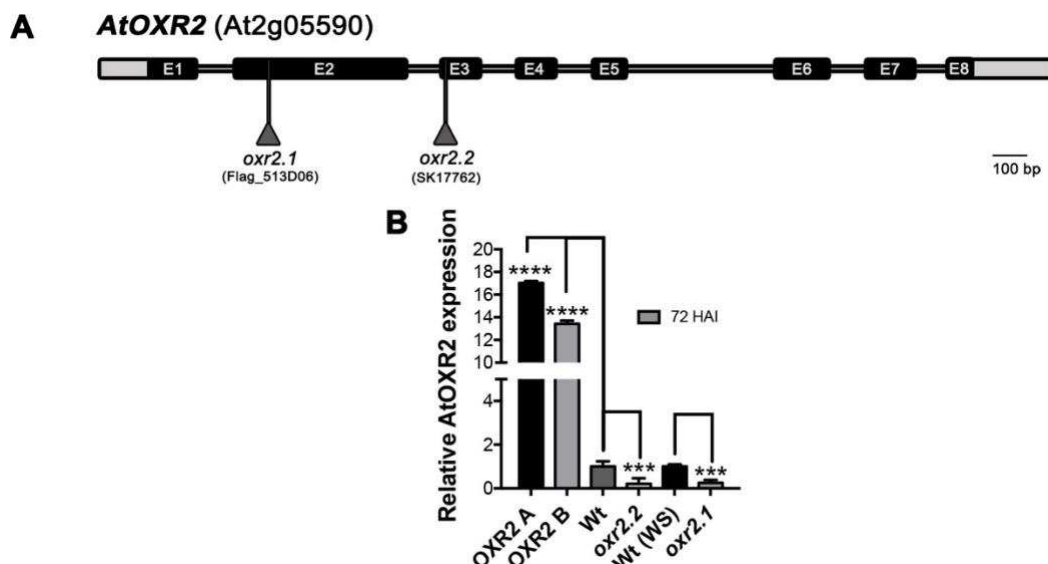 A
AtOXR2 (At2g05590)
E1 E2 E3 E4 E5 E6 E7 E8
oxr2.1
(Flag_513D06)
oxr2.2
(SK17762)
100 bp
B
Relative AtOXR2 expression
20
18
16
14
12
10
4
2
0
****
****
***
***
72 HAI
OXR2 A
OXR2 B
Wt
oxr2.2
Wt (WS)
oxr2.1